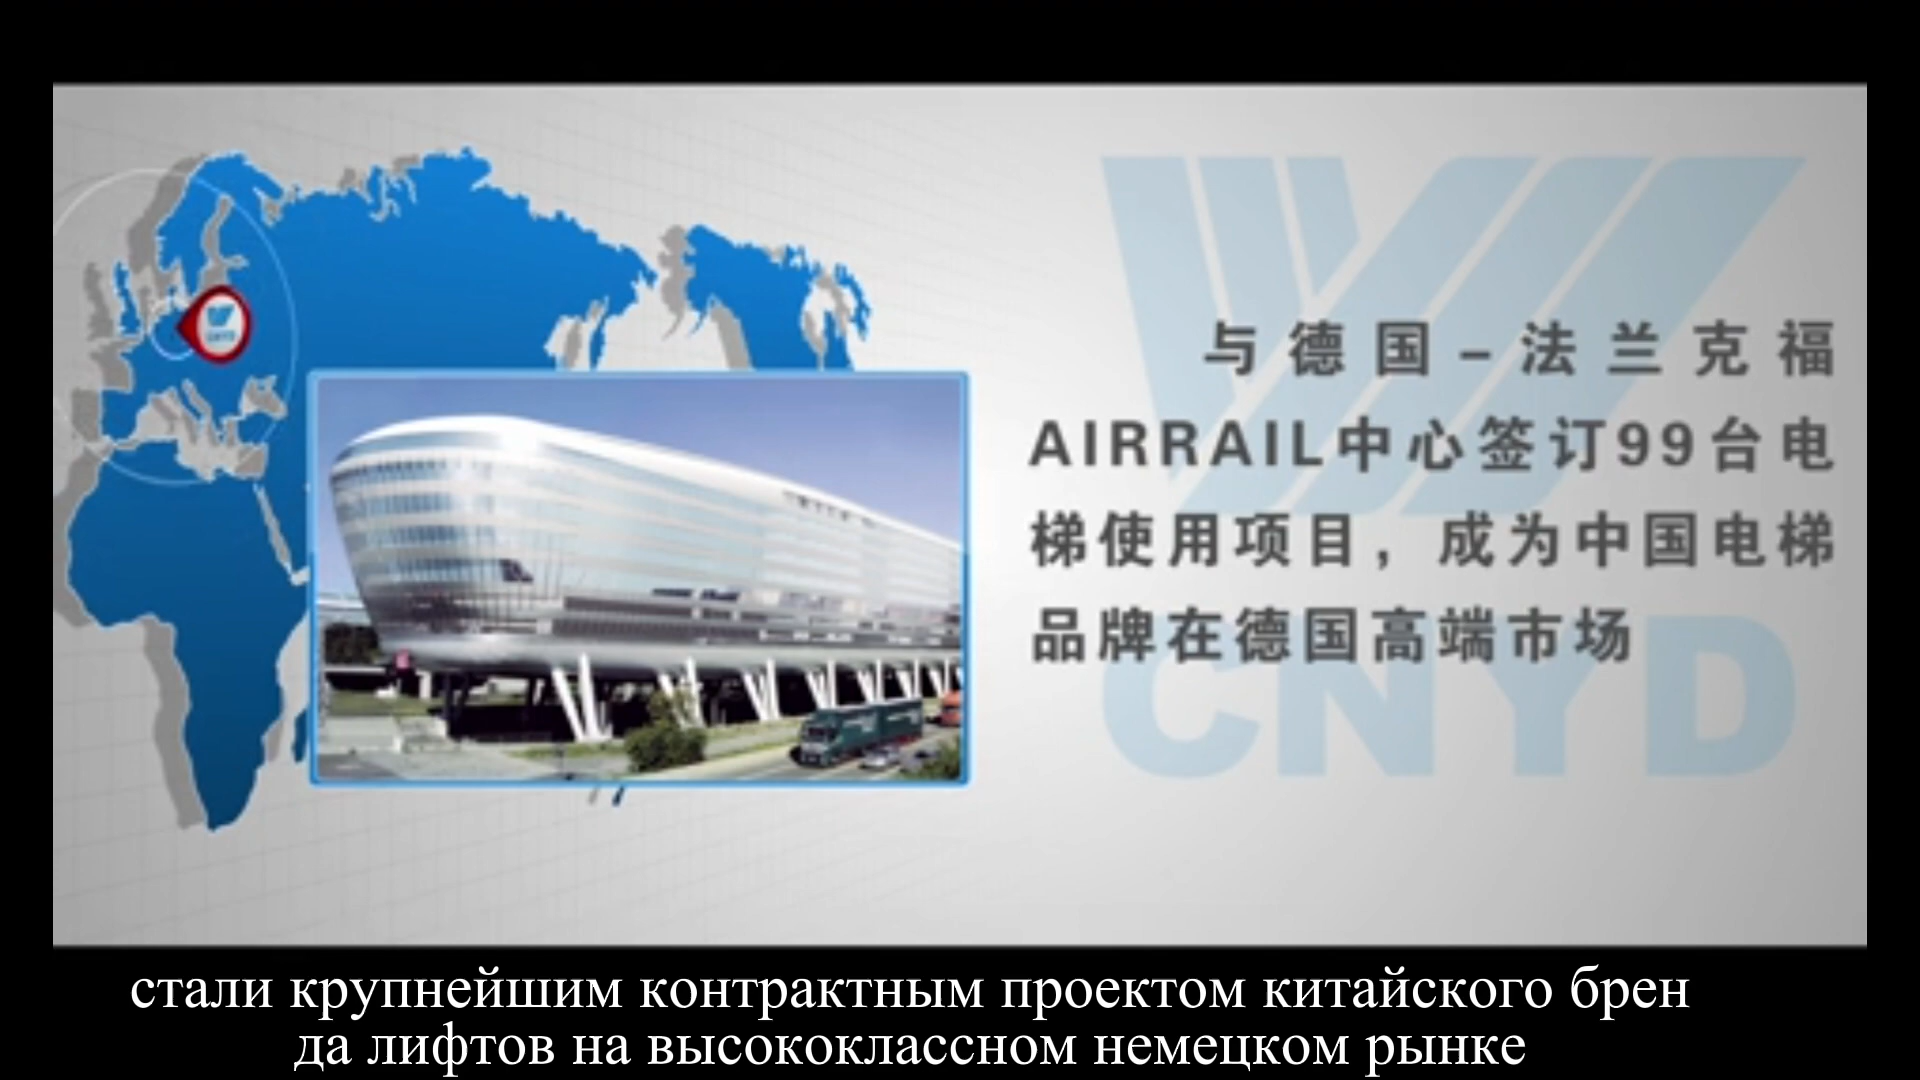 与德国-法兰克福
AIRRAIL中心签订99台电
梯使用项目，成为中国电梯
品牌在德国高端市场
CNYD
стали крупнейшим контрактным проектом китайского брен
да лифтов на высококлассном немецком рынке